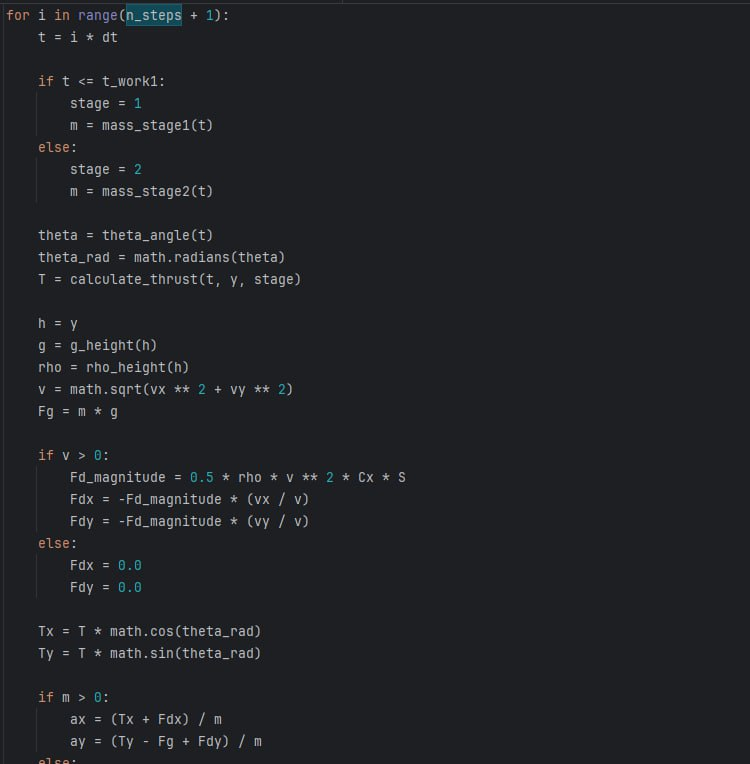 for i in range(n_steps + 1):
    t = i * dt

    if t <= t_work1:
        stage = 1
        m = mass_stage1(t)
    else:
        stage = 2
        m = mass_stage2(t)

    theta = theta_angle(t)
    theta_rad = math.radians(theta)
    T = calculate_thrust(t, y, stage)

    h = y
    g = g_height(h)
    rho = rho_height(h)
    v = math.sqrt(vx ** 2 + vy ** 2)
    Fg = m * g

    if v > 0:
        Fd_magnitude = 0.5 * rho * v ** 2 * Cx * S
        Fdx = -Fd_magnitude * (vx / v)
        Fdy = -Fd_magnitude * (vy / v)
    else:
        Fdx = 0.0
        Fdy = 0.0

    Tx = T * math.cos(theta_rad)
    Ty = T * math.sin(theta_rad)

    if m > 0:
        ax = (Tx + Fdx) / m
        ay = (Ty - Fg + Fdy) / m
    else: